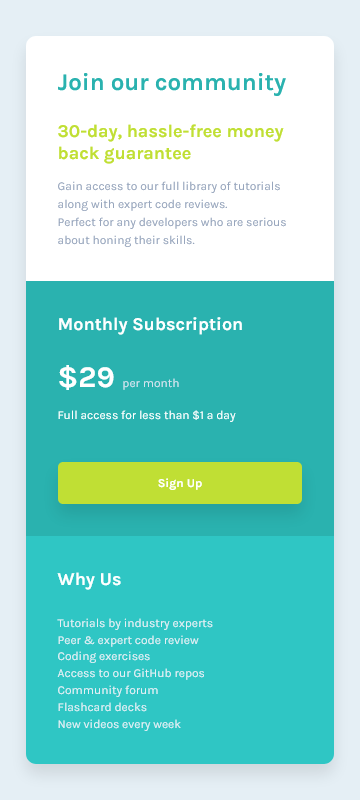 Join our community
30-day, hassle-free money
back guarantee
Gain access to our full library of tutorials
along with expert code reviews.
Perfect for any developers who are serious
about honing their skills.
Monthly Subscription
$29 per month
Full access for less than $1 a day
Sign Up
Why Us
Tutorials by industry experts
Peer & expert code review
Coding exercises
Access to our GitHub repos
Community forum
Flashcard decks
New videos every week